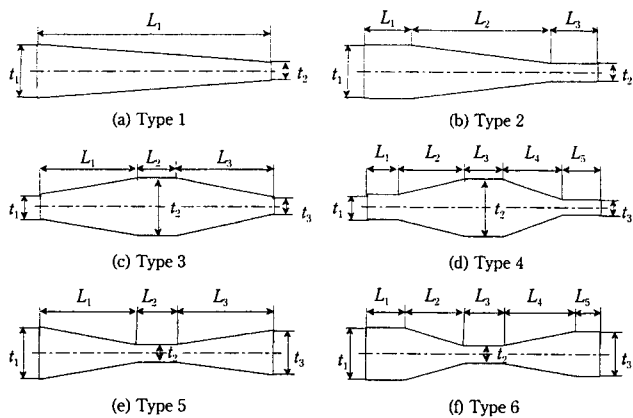 L₁
t₁ t₂
(a) Type 1
L₁ L₂ L₃
t₁ t₂
(b) Type 2
L₁ L₂ L₃
t₁ t₂ t₃
(c) Type 3
L₁ L₂ L₃ L₄ L₅
t₁ t₂ t₃
(d) Type 4
L₁ L₂ L₃
t₁ t₂ t₃
(e) Type 5
L₁ L₂ L₃ L₄ L₅
t₁ t₂ t₃
(f) Type 6